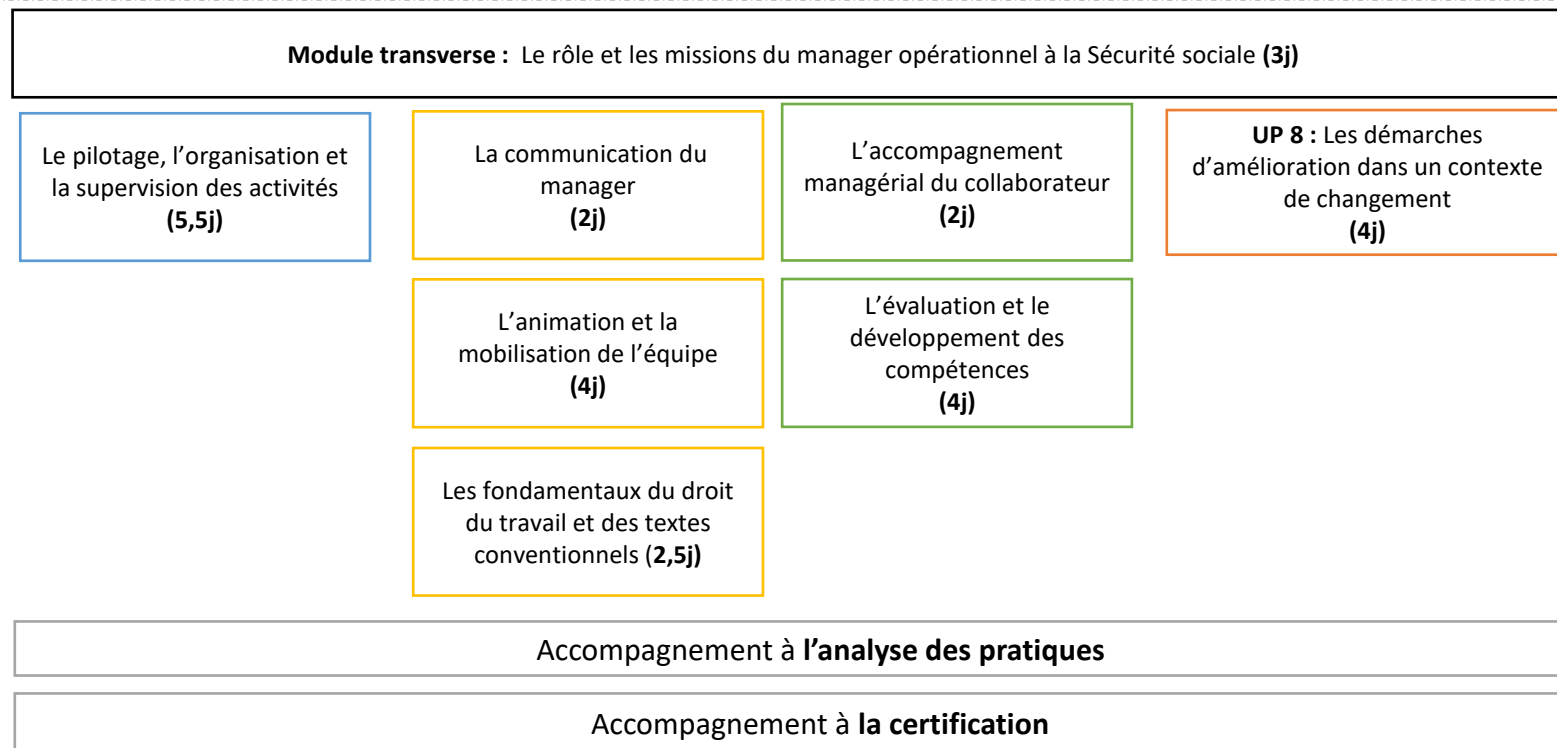 Module transverse : Le rôle et les missions du manager opérationnel à la Sécurité sociale (3j)
Le pilotage, l’organisation et
la supervision des activités
(5,5j)
La communication du
manager
(2j)
L’accompagnement
managérial du collaborateur
(2j)
UP 8 : Les démarches
d’amélioration dans un contexte
de changement
(4j)
L’animation et la
mobilisation de l’équipe
(4j)
L’évaluation et le
développement des
compétences
(4j)
Les fondamentaux du droit
du travail et des textes
conventionnels (2,5j)
Accompagnement à l’analyse des pratiques
Accompagnement à la certification